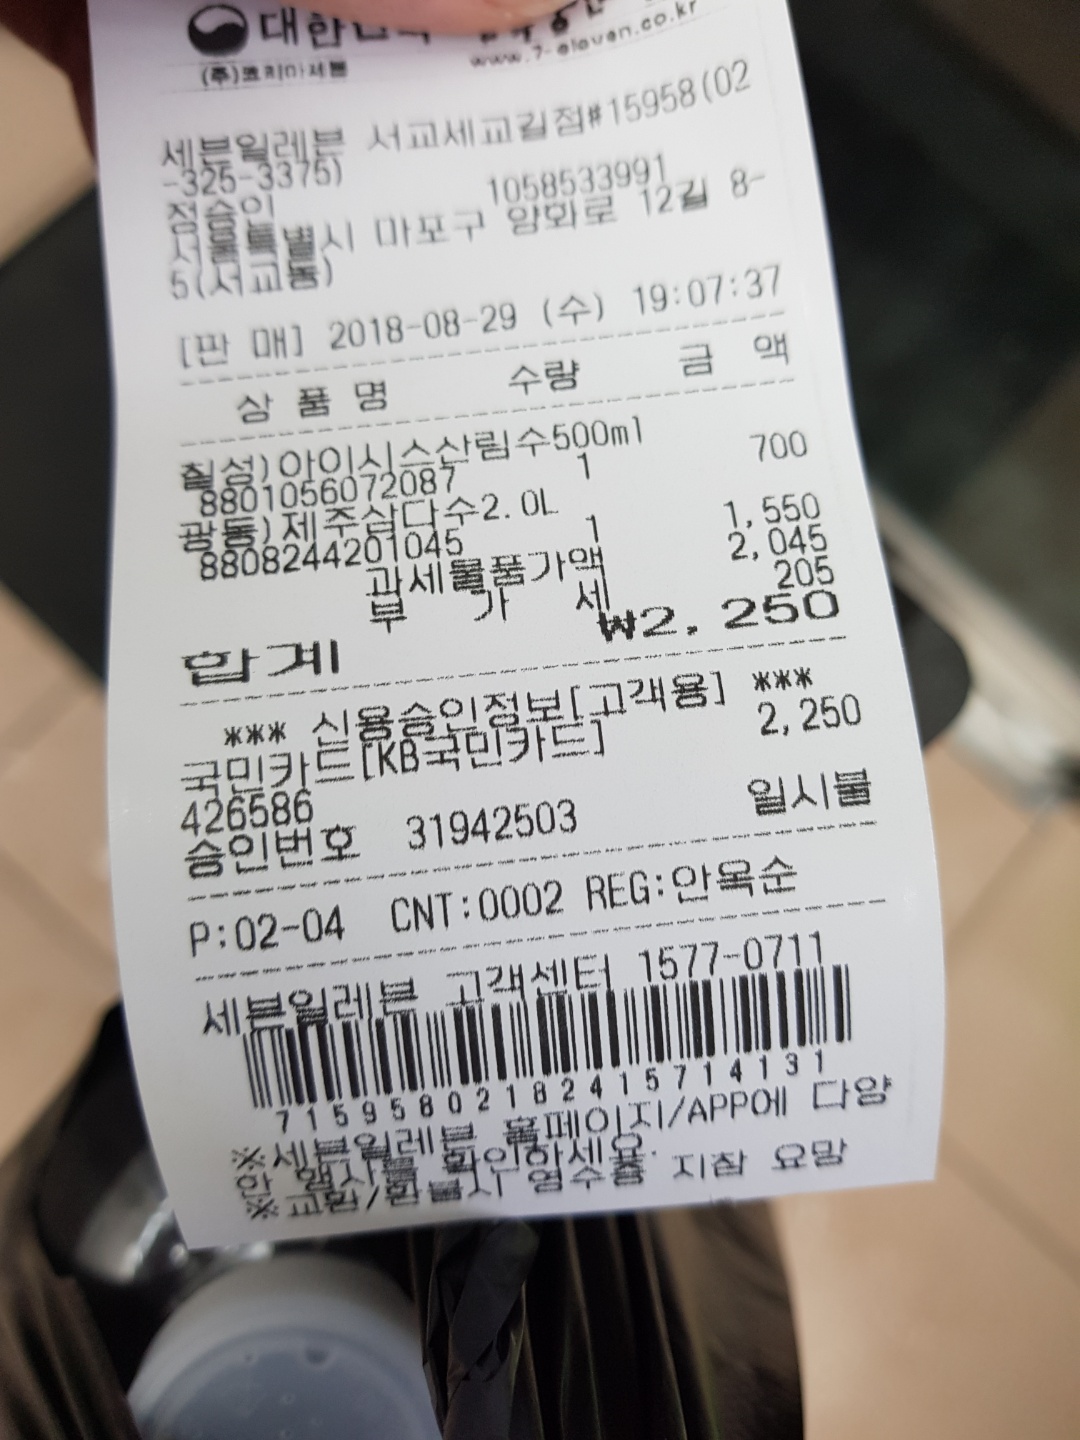 대한민국
www.7-eleven.co.kr
(주)코리아세븐
세븐일레븐 서교세교길점#15958(02
-325-3375)
정승인 1058533991
서울특별시 마포구 양화로 12길 8-
5(서교동)
[판 매] 2018-08-29 (수) 19:07:37
상 품 명 수량 금 액
칠성)아이시스산림수500ml
8801056072087 1 700
광동)제주삼다수2.0L
8808244201045 1 1,550
과세물품가액 2,045
부 가 세 205
합계 ₩2,250
*** 신용승인정보[고객용] ***
국민카드[KB국민카드] 2,250
426586
승인번호 31942503 일시불
P:02-04 CNT:0002 REG:안옥순
세븐일레븐 고객센터 1577-0711
71595802182415714131
※세븐일레븐 홈페이지/APP에 다양
한 행사를 확인하세요.
※교환/환불시 영수증 지참 요망